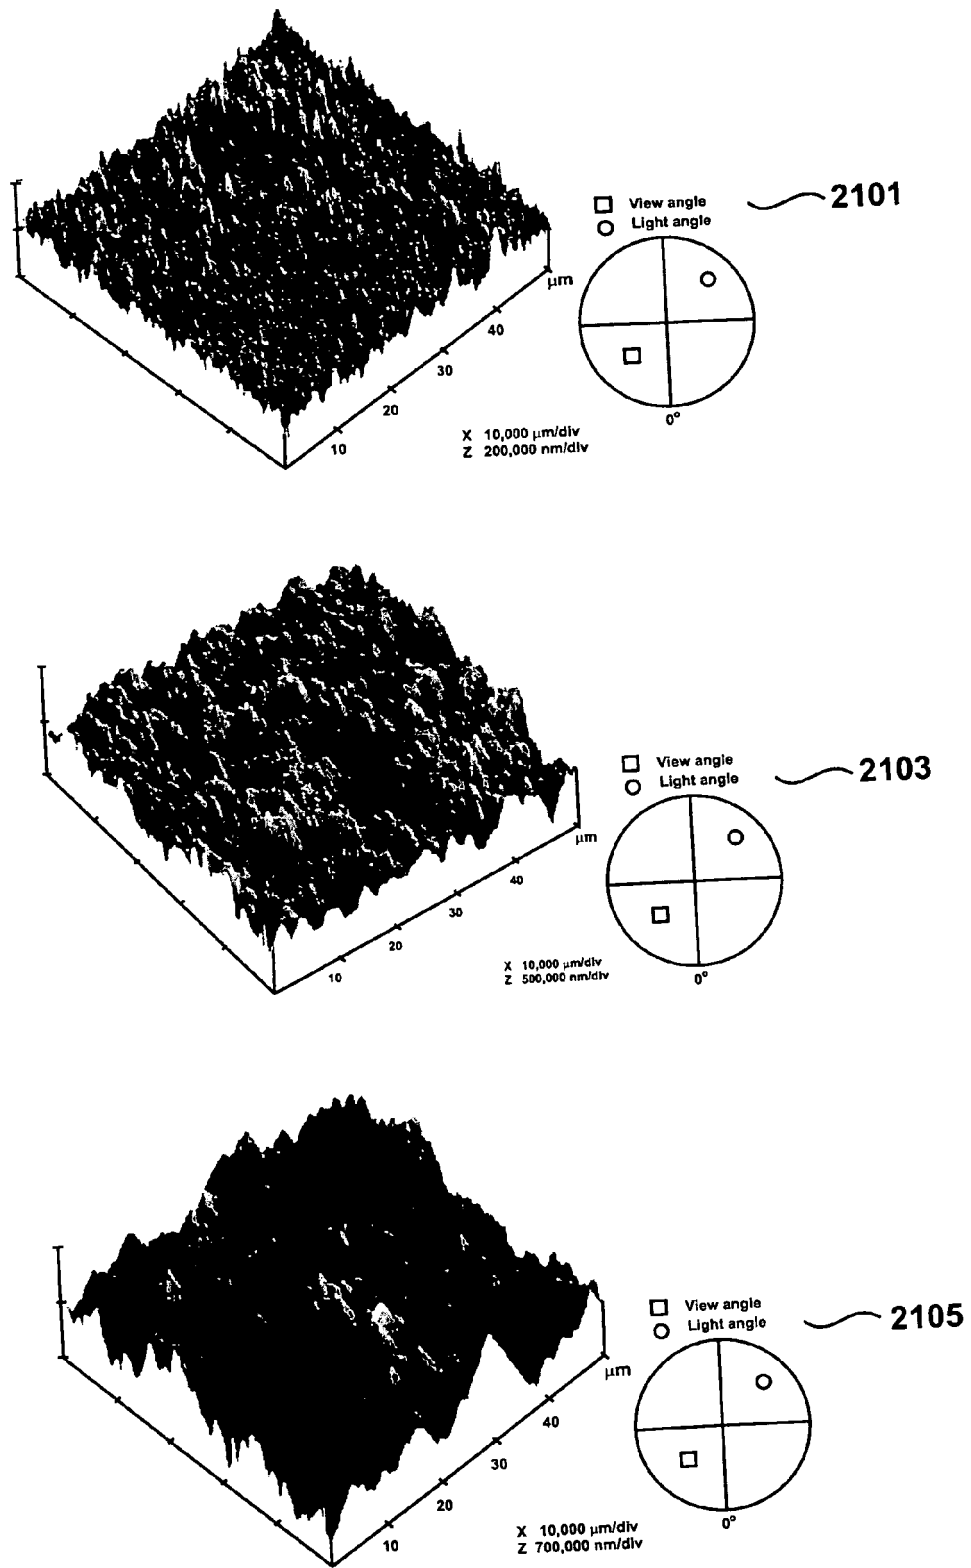 View angle
Light angle
2101
μm
40
30
20
10
0°
X 10,000 μm/div
Z 200,000 nm/div
View angle
Light angle
2103
μm
40
30
20
10
0°
X 10,000 μm/div
Z 500,000 nm/div
View angle
Light angle
2105
μm
40
30
20
10
0°
X 10,000 μm/div
Z 700,000 nm/div